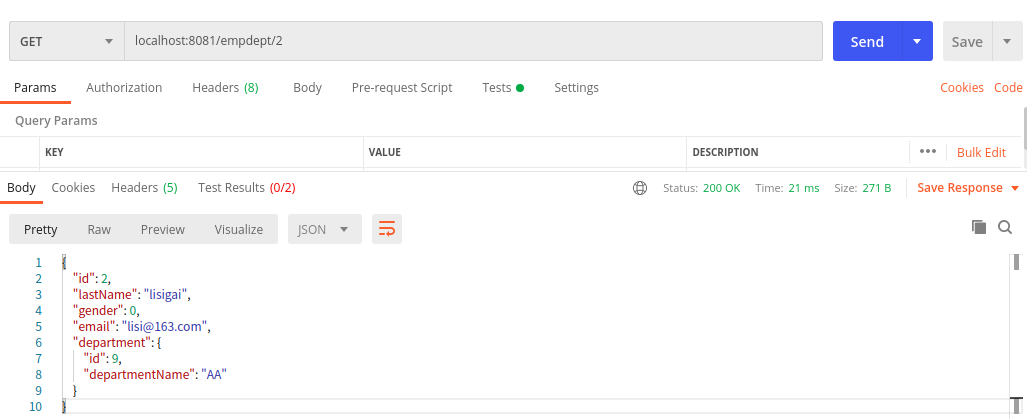 GET localhost:8081/empdept/2 Send Save
Params Authorization Headers (8) Body Pre-request Script Tests Settings Cookies Code
Query Params
KEY VALUE DESCRIPTION ••• Bulk Edit
Body Cookies Headers (5) Test Results (0/2) Status: 200 OK Time: 21 ms Size: 271 B Save Response
Pretty Raw Preview Visualize JSON
1 {
2 "id": 2,
3 "lastName": "lisigai",
4 "gender": 0,
5 "email": "lisi@163.com",
6 "department": {
7 "id": 9,
8 "departmentName": "AA"
9 }
10 }